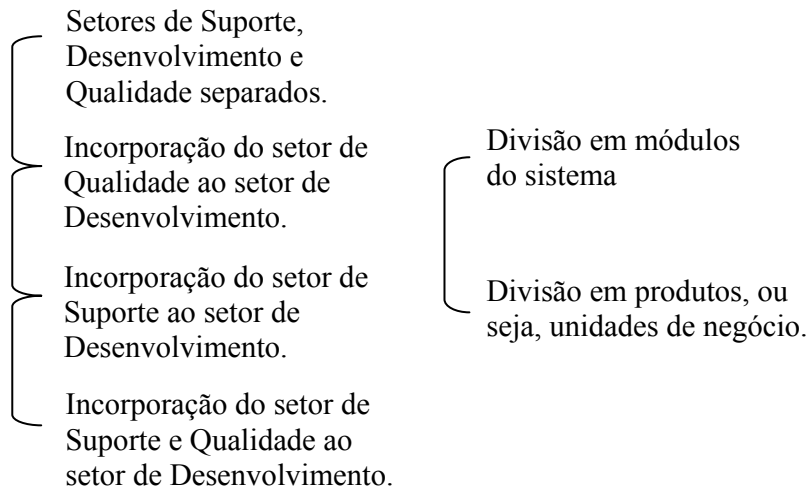 Setores de Suporte,
Desenvolvimento e
Qualidade separados.
Incorporação do setor de
Qualidade ao setor de
Desenvolvimento.
Incorporação do setor de
Suporte ao setor de
Desenvolvimento.
Incorporação do setor de
Suporte e Qualidade ao
setor de Desenvolvimento.
Divisão em módulos
do sistema
Divisão em produtos, ou
seja, unidades de negócio.